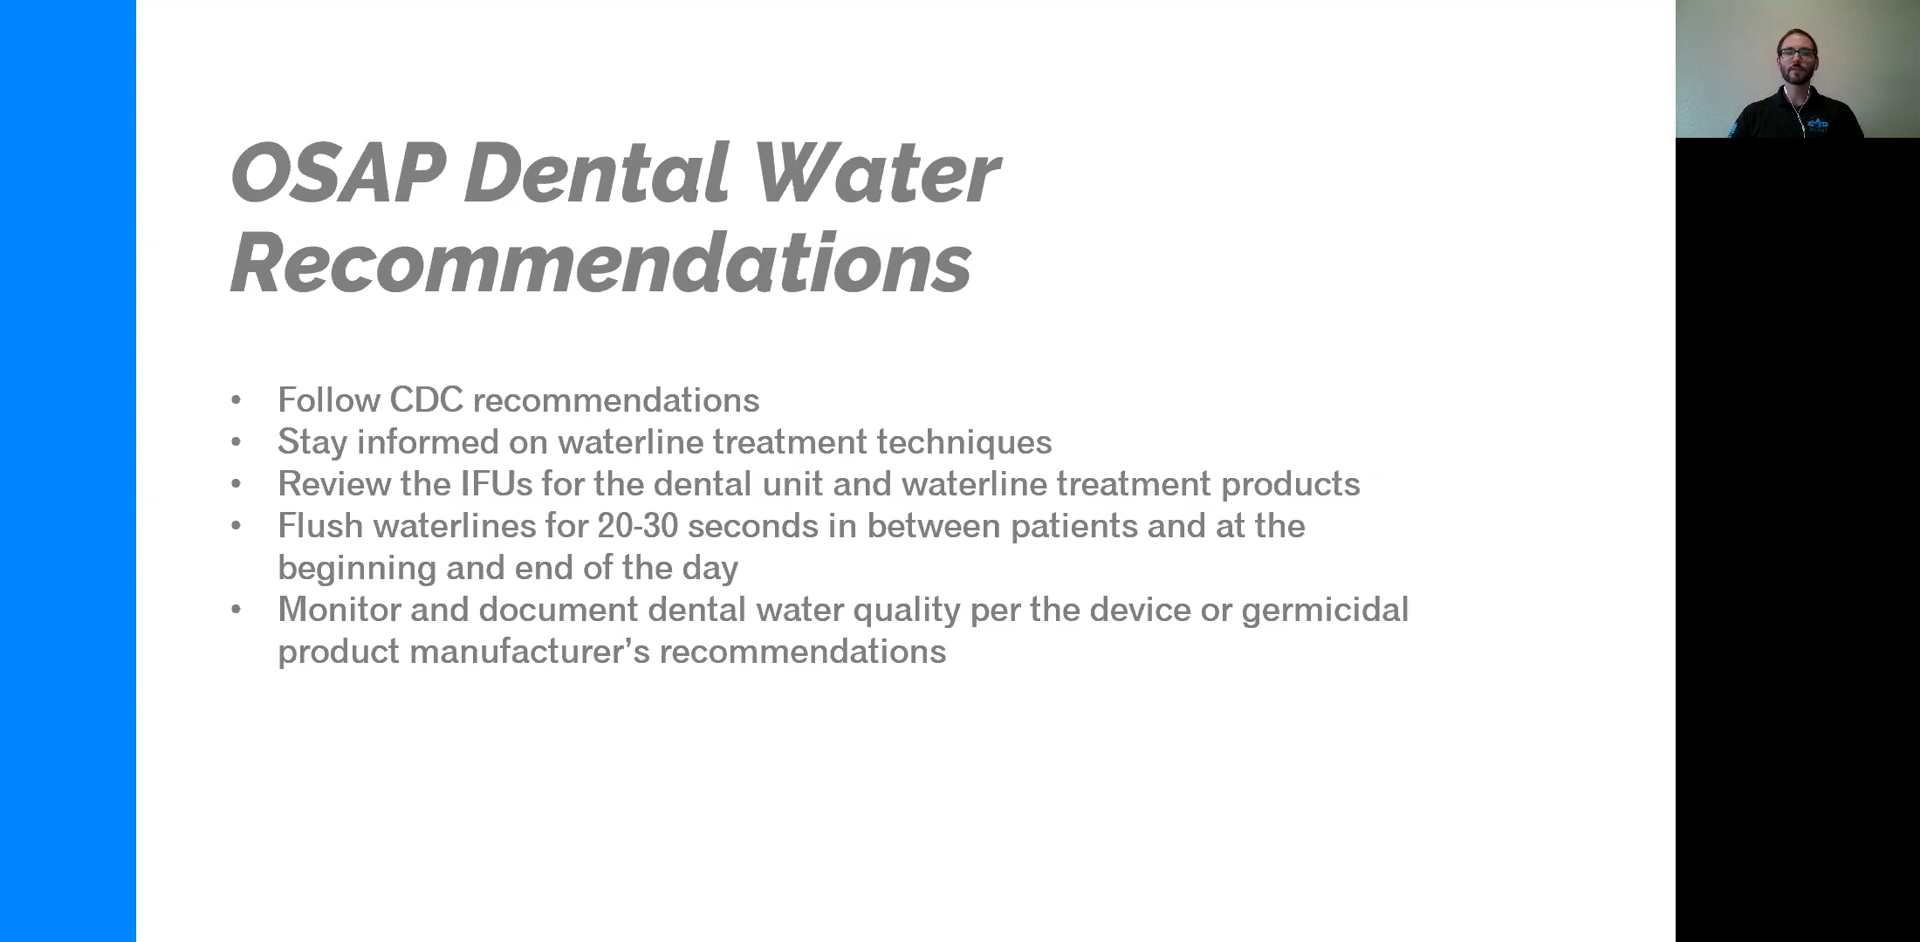 OSAP Dental Water
Recommendations
• Follow CDC recommendations
• Stay informed on waterline treatment techniques
• Review the IFUs for the dental unit and waterline treatment products
• Flush waterlines for 20-30 seconds in between patients and at the
beginning and end of the day
• Monitor and document dental water quality per the device or germicidal
product manufacturer’s recommendations